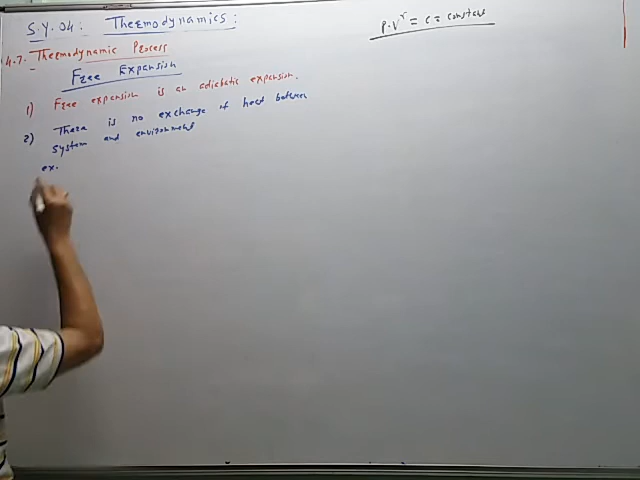 S.Y. 04: Thermodynamics:
P.V^r = c = constant
4.7. Thermodynamic Process
Free Expansion
1) Free expansion is an adiabatic expansion.
2) There is no exchange of heat between
system and environment
ex.